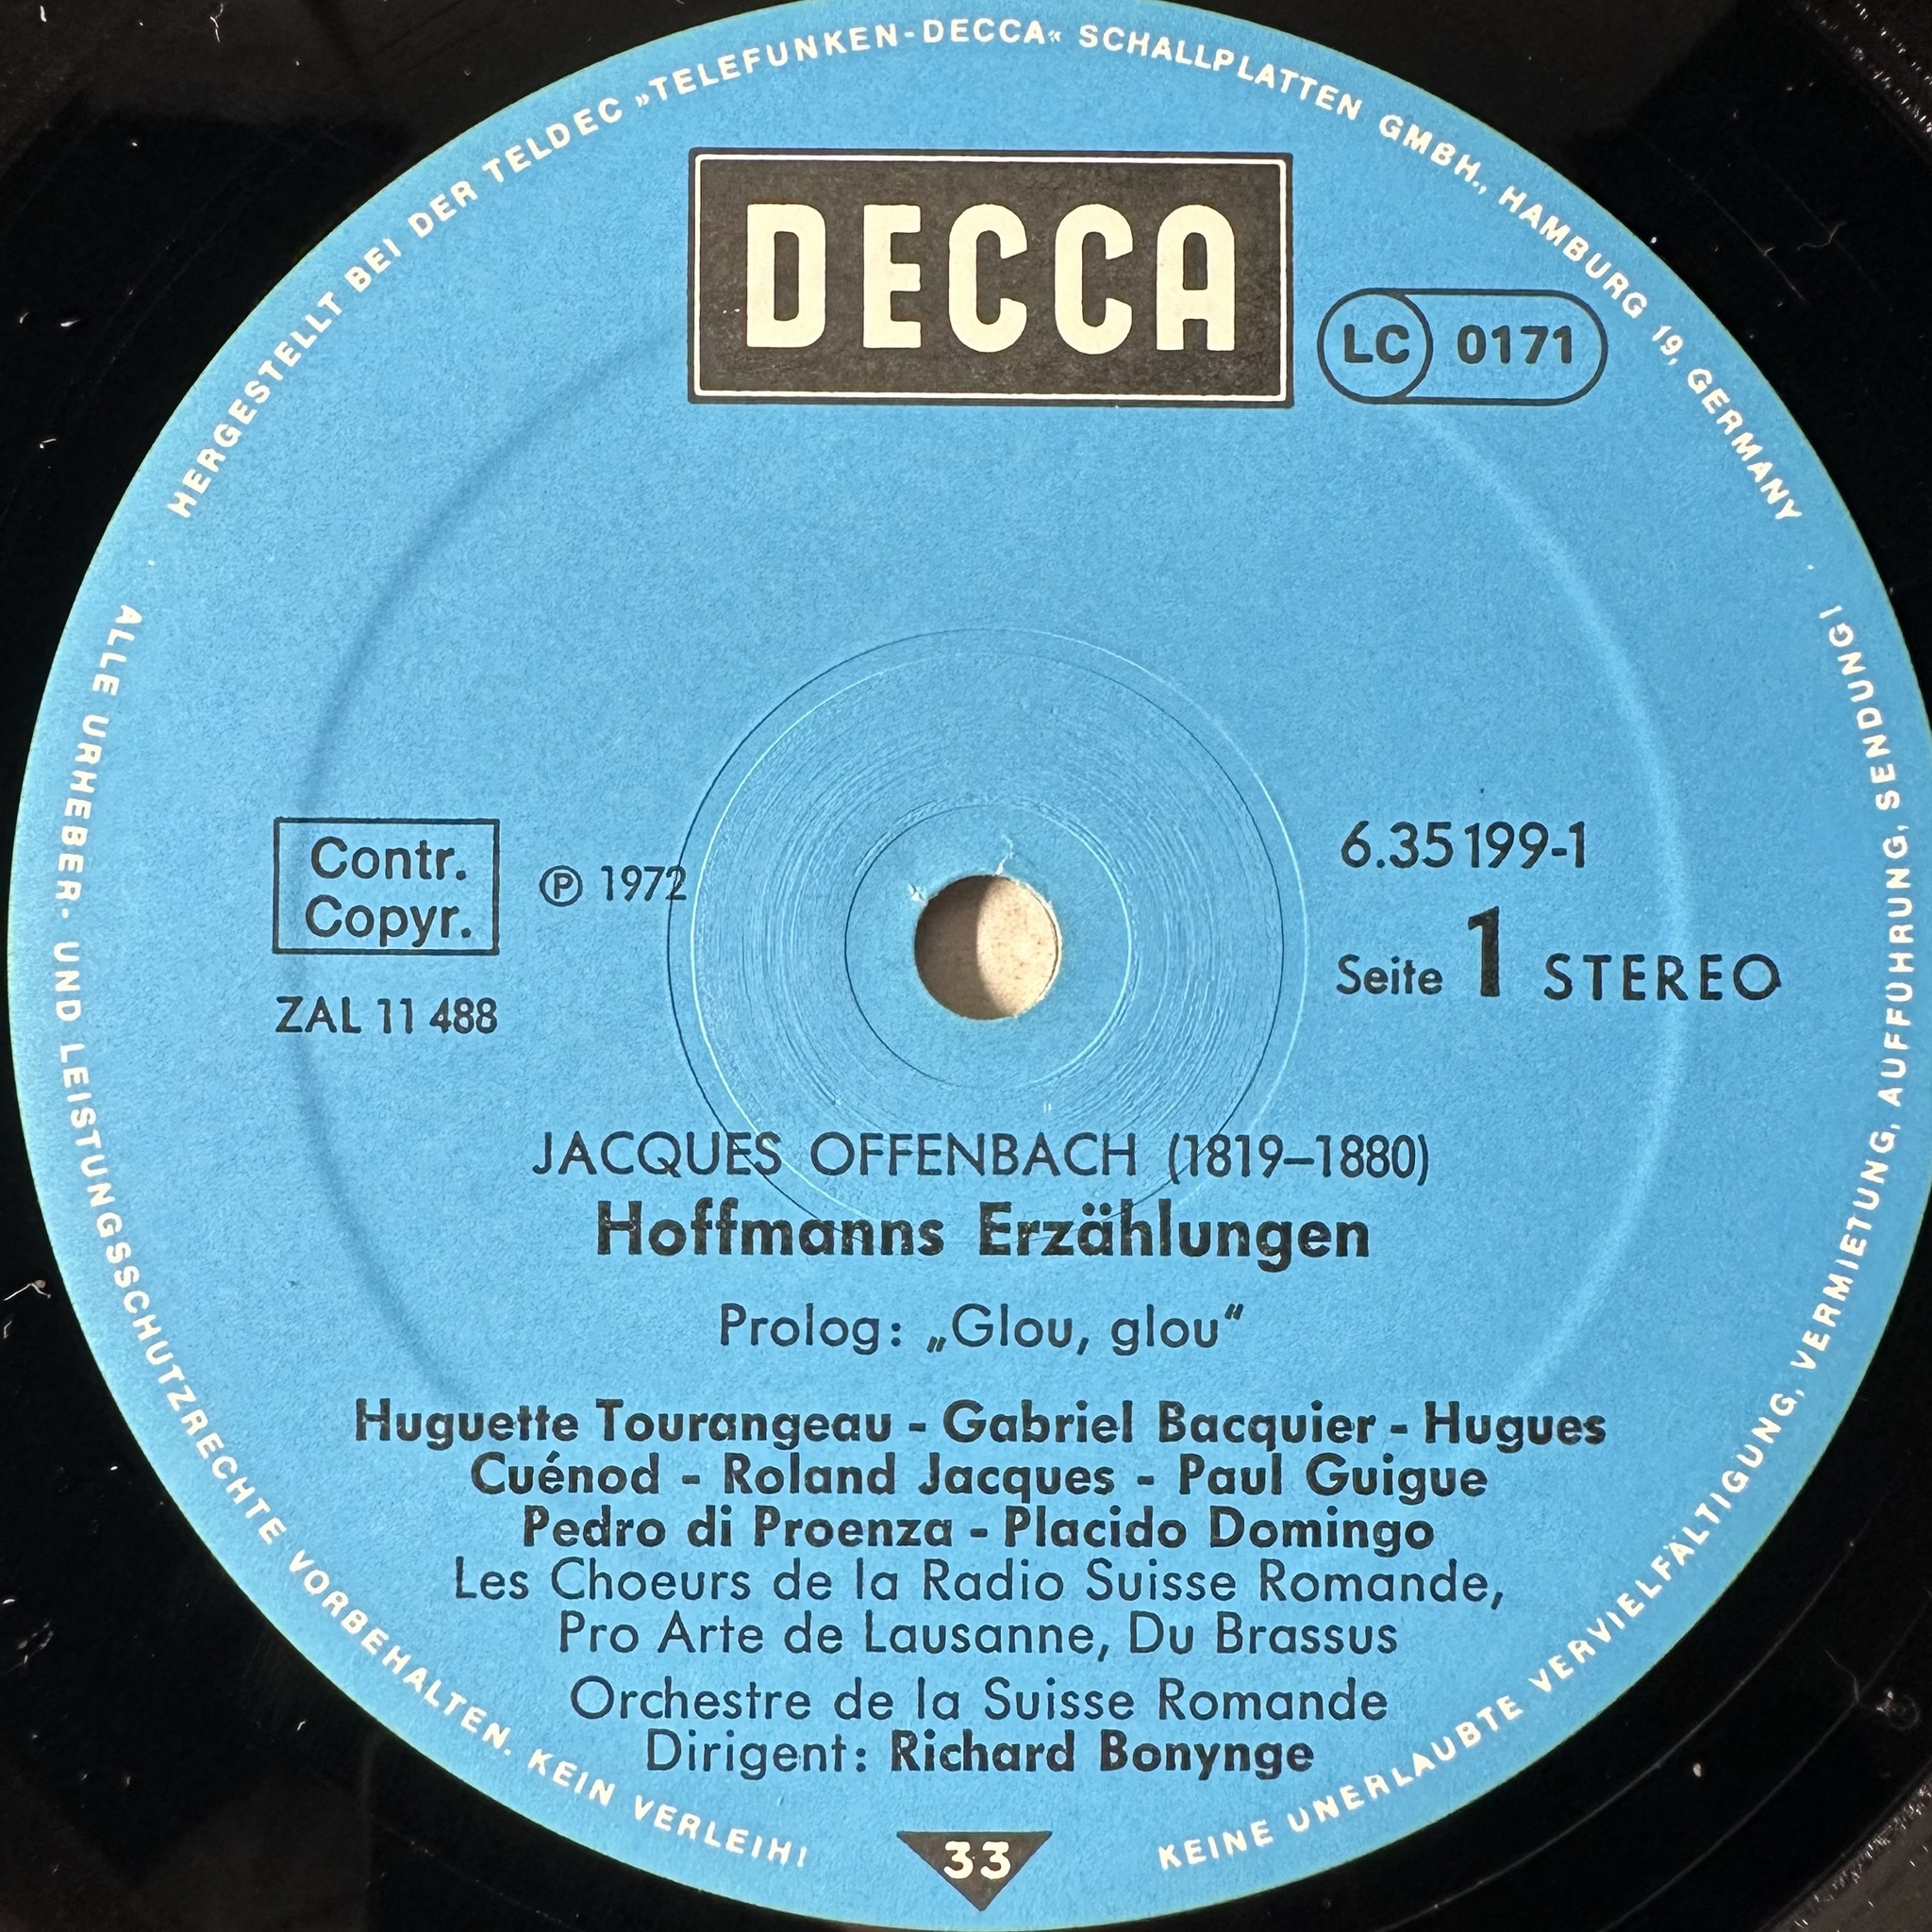 HERGESTELLT BEI DER TELDEC »TELEFUNKEN-DECCA« SCHALLPLATTEN GMBH., HAMBURG 19, GERMANY
DECCA
LC 0171
Contr.
Copyr.
℗ 1972
ZAL 11 488
6.35199-1
Seite 1 STEREO
JACQUES OFFENBACH (1819–1880)
Hoffmanns Erzählungen
Prolog: „Glou, glou“
Huguette Tourangeau - Gabriel Bacquier - Hugues
Cuénod - Roland Jacques - Paul Guigue
Pedro di Proenza - Placido Domingo
Les Choeurs de la Radio Suisse Romande,
Pro Arte de Lausanne, Du Brassus
Orchestre de la Suisse Romande
Dirigent: Richard Bonynge
33
ALLE URHEBER- UND LEISTUNGSSCHUTZRECHTE VORBEHALTEN. KEIN VERLEIH!
KEINE UNERLAUBTE VERVIELFÄLTIGUNG, VERMIETUNG, AUFFÜHRUNG, SENDUNG!